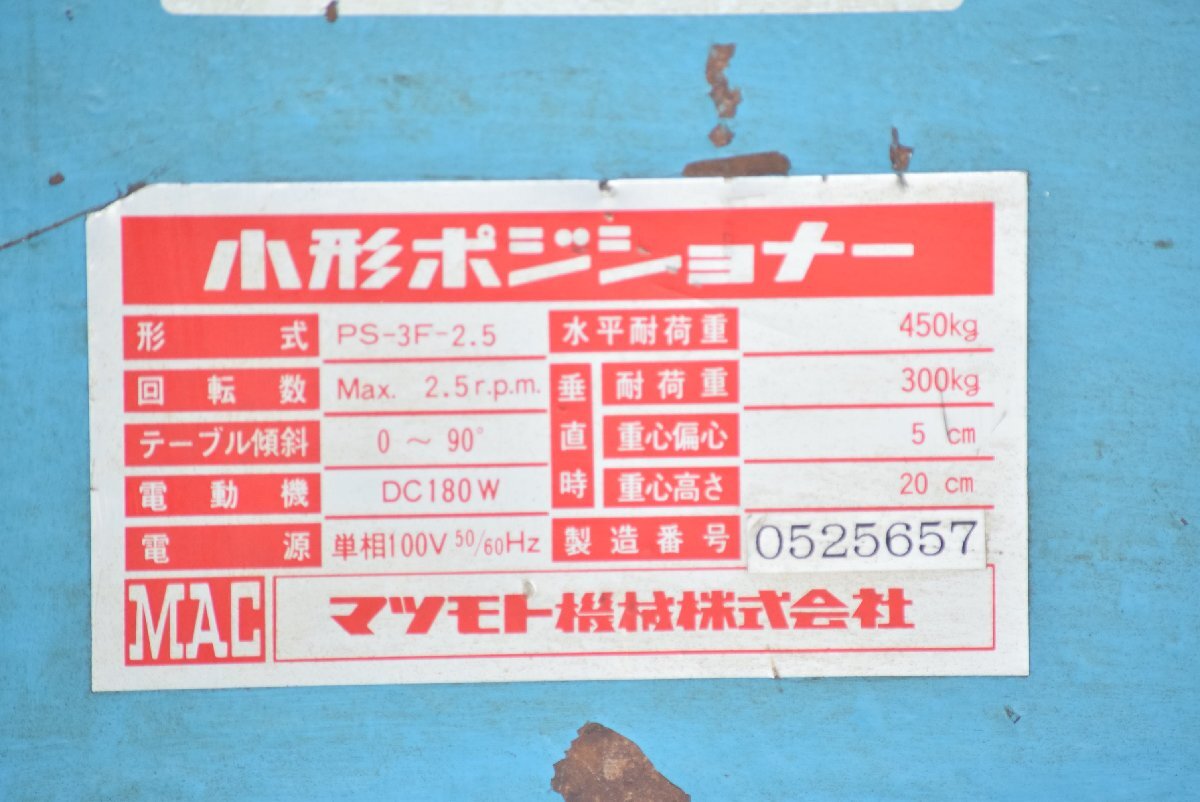 小形ポジショナー
形式 PS-3F-2.5 水平耐荷重 450kg
回転数 Max. 2.5r.p.m. 垂直時 耐荷重 300kg
テーブル傾斜 0 ～ 90° 重心偏心 5 cm
電動機 DC180W 重心高さ 20 cm
電源 単相100V 50/60Hz 製造番号 0525657
MAC マツモト機械株式会社